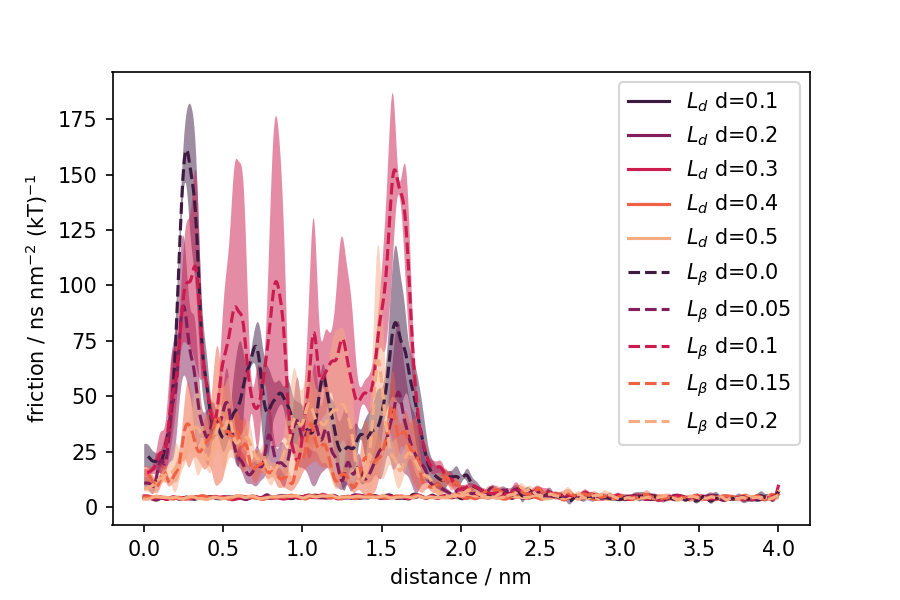 175
150
125
100
75
50
25
0
friction / ns nm⁻² (kT)⁻¹
0.0 0.5 1.0 1.5 2.0 2.5 3.0 3.5 4.0
distance / nm
L_d d=0.1
L_d d=0.2
L_d d=0.3
L_d d=0.4
L_d d=0.5
L_β d=0.0
L_β d=0.05
L_β d=0.1
L_β d=0.15
L_β d=0.2